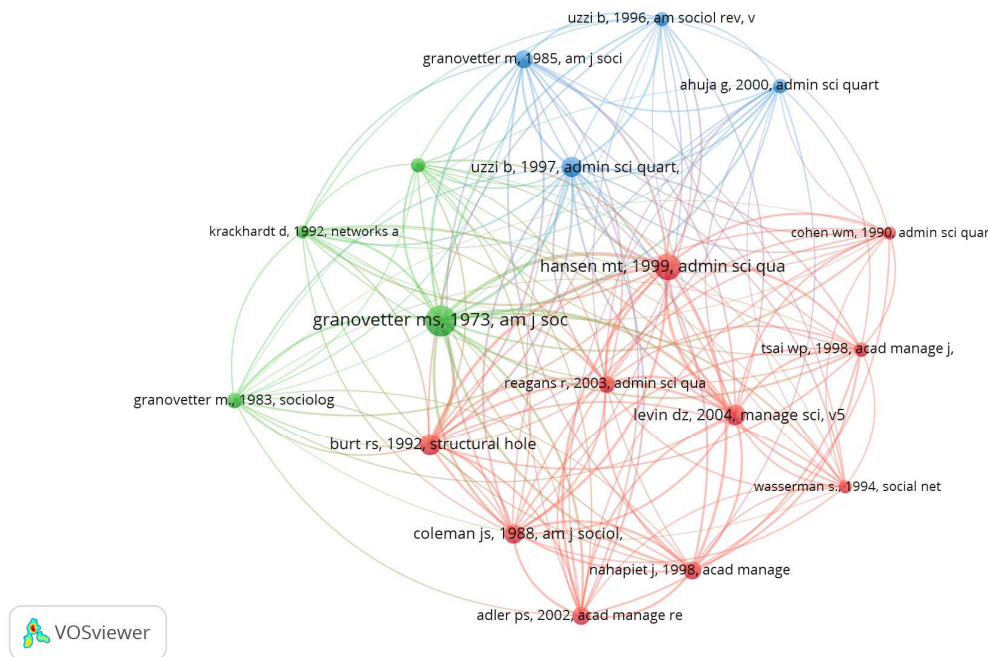 uzzi b, 1996, am sociol rev, v
granovetter m, 1985, am j soci
ahuja g, 2000, admin sci quart
uzzi b, 1997, admin sci quart,
krackhardt d, 1992, networks a
cohen wm, 1990, admin sci quar
hansen mt, 1999, admin sci qua
granovetter ms, 1973, am j soc
tsai wp, 1998, acad manage j,
reagans r, 2003, admin sci qua
granovetter m., 1983, sociolog
levin dz, 2004, manage sci, v5
burt rs, 1992, structural hole
wasserman s., 1994, social net
coleman js, 1988, am j sociol,
nahapiet j, 1998, acad manage
adler ps, 2002, acad manage re
VOSviewer